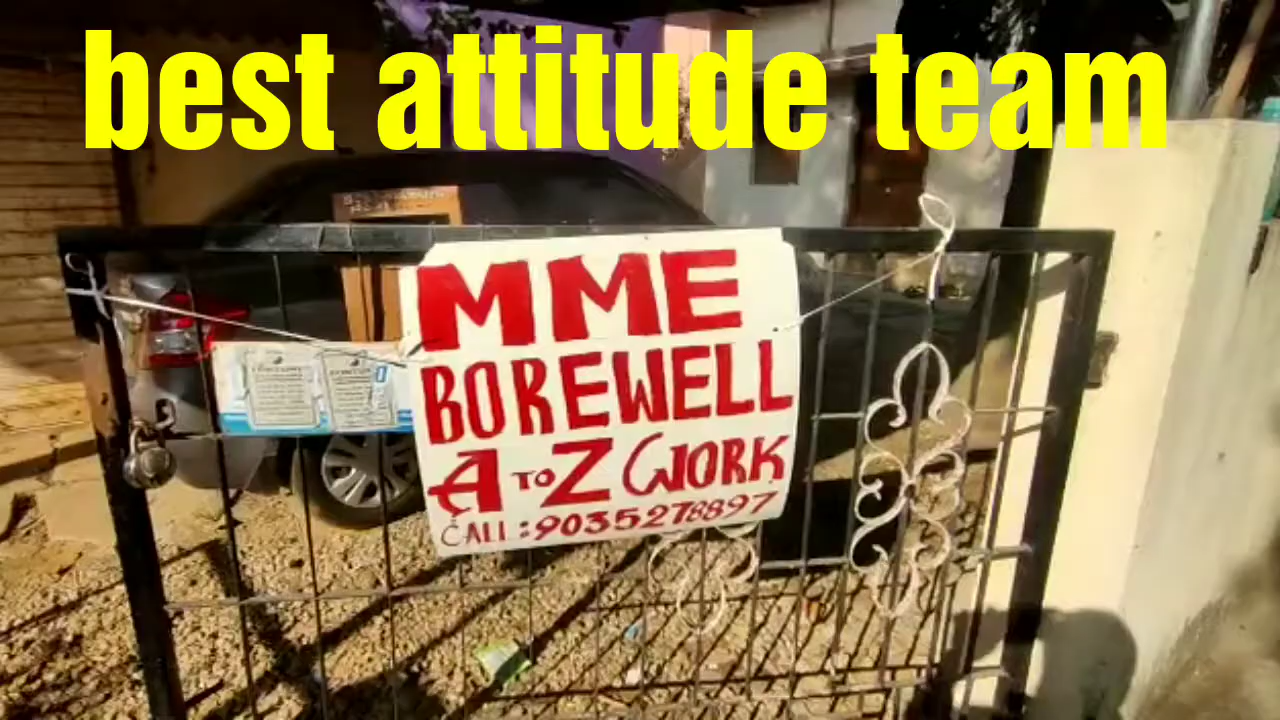 best attitude team
MME
BOREWELL
A TO Z WORK
CALL:9035278897